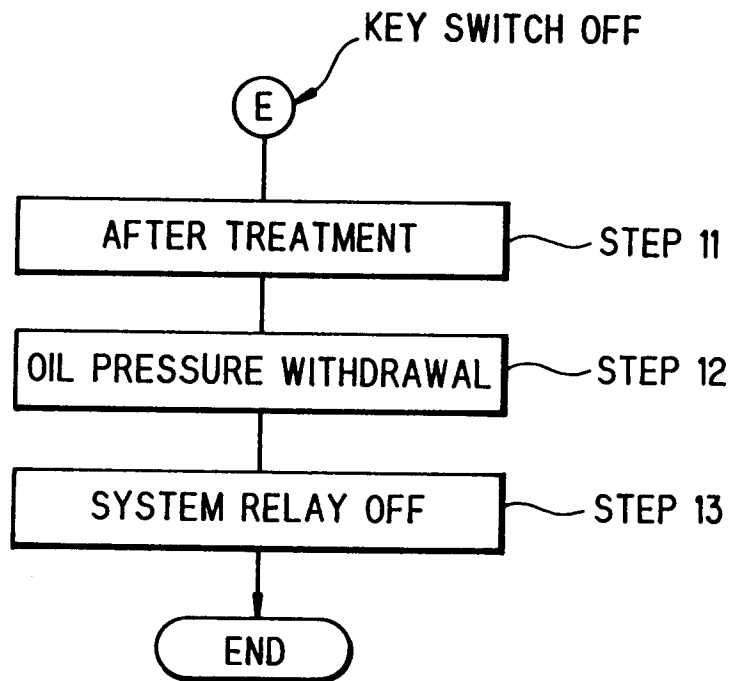 KEY SWITCH OFF
E
AFTER TREATMENT
STEP 11
OIL PRESSURE WITHDRAWAL
STEP 12
SYSTEM RELAY OFF
STEP 13
END